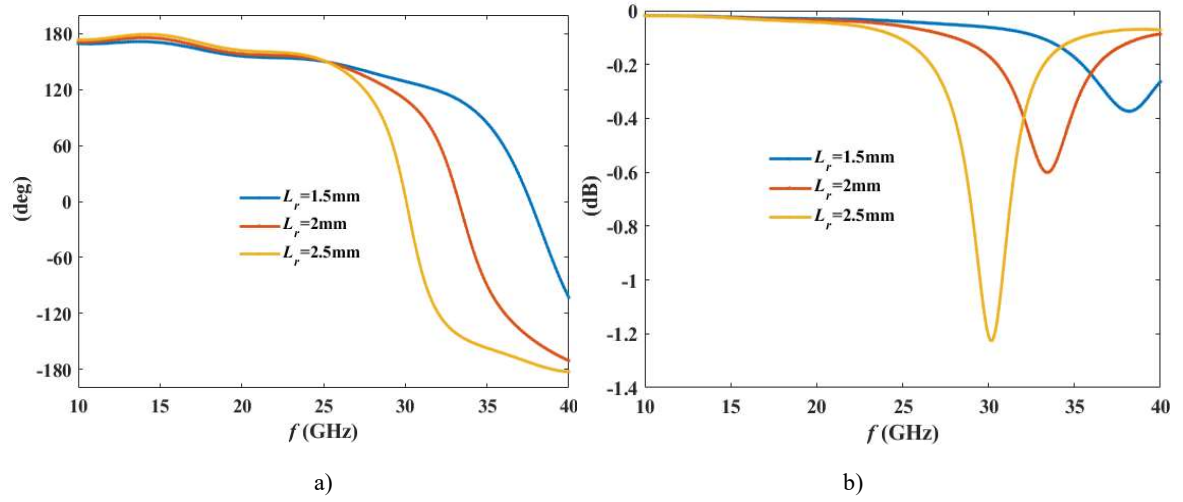 180
120
60
0
-60
-120
-180
(deg)
L_r=1.5mm
L_r=2mm
L_r=2.5mm
10 15 20 25 30 35 40
f (GHz)
a)
0
-0.2
-0.4
-0.6
-0.8
-1
-1.2
-1.4
(dB)
L_r=1.5mm
L_r=2mm
L_r=2.5mm
10 15 20 25 30 35 40
f (GHz)
b)